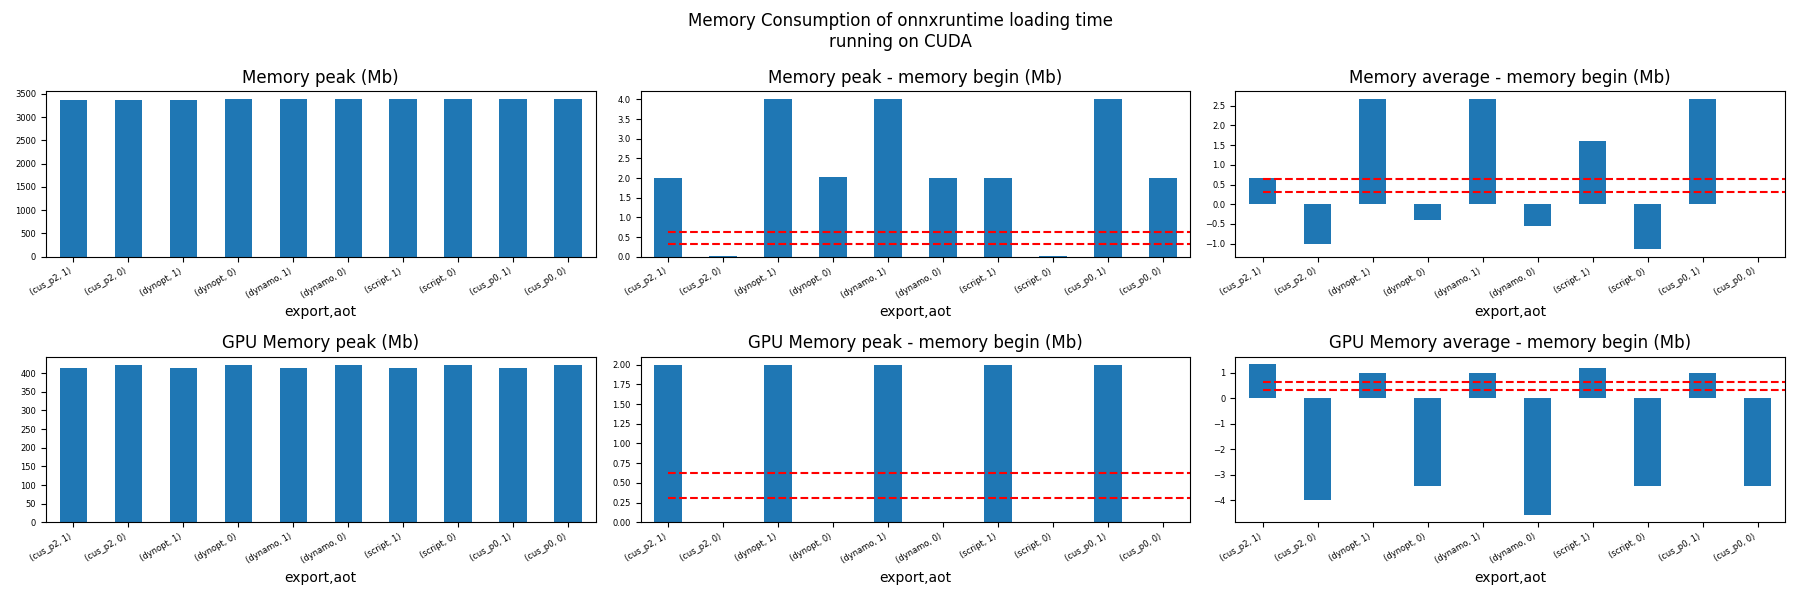 Memory Consumption of onnxruntime loading time
running on CUDA
Memory peak (Mb)
3500
3000
2500
2000
1500
1000
500
0
(cus_p2, 1)
(cus_p2, 0)
(dynopt, 1)
(dynopt, 0)
(dynamo, 1)
(dynamo, 0)
(script, 1)
(script, 0)
(cus_p0, 1)
(cus_p0, 0)
export,aot
Memory peak - memory begin (Mb)
4.0
3.5
3.0
2.5
2.0
1.5
1.0
0.5
0.0
(cus_p2, 1)
(cus_p2, 0)
(dynopt, 1)
(dynopt, 0)
(dynamo, 1)
(dynamo, 0)
(script, 1)
(script, 0)
(cus_p0, 1)
(cus_p0, 0)
export,aot
Memory average - memory begin (Mb)
2.5
2.0
1.5
1.0
0.5
0.0
−0.5
−1.0
(cus_p2, 1)
(cus_p2, 0)
(dynopt, 1)
(dynopt, 0)
(dynamo, 1)
(dynamo, 0)
(script, 1)
(script, 0)
(cus_p0, 1)
(cus_p0, 0)
export,aot
GPU Memory peak (Mb)
400
350
300
250
200
150
100
50
0
(cus_p2, 1)
(cus_p2, 0)
(dynopt, 1)
(dynopt, 0)
(dynamo, 1)
(dynamo, 0)
(script, 1)
(script, 0)
(cus_p0, 1)
(cus_p0, 0)
export,aot
GPU Memory peak - memory begin (Mb)
2.00
1.75
1.50
1.25
1.00
0.75
0.50
0.25
0.00
(cus_p2, 1)
(cus_p2, 0)
(dynopt, 1)
(dynopt, 0)
(dynamo, 1)
(dynamo, 0)
(script, 1)
(script, 0)
(cus_p0, 1)
(cus_p0, 0)
export,aot
GPU Memory average - memory begin (Mb)
1
0
−1
−2
−3
−4
(cus_p2, 1)
(cus_p2, 0)
(dynopt, 1)
(dynopt, 0)
(dynamo, 1)
(dynamo, 0)
(script, 1)
(script, 0)
(cus_p0, 1)
(cus_p0, 0)
export,aot